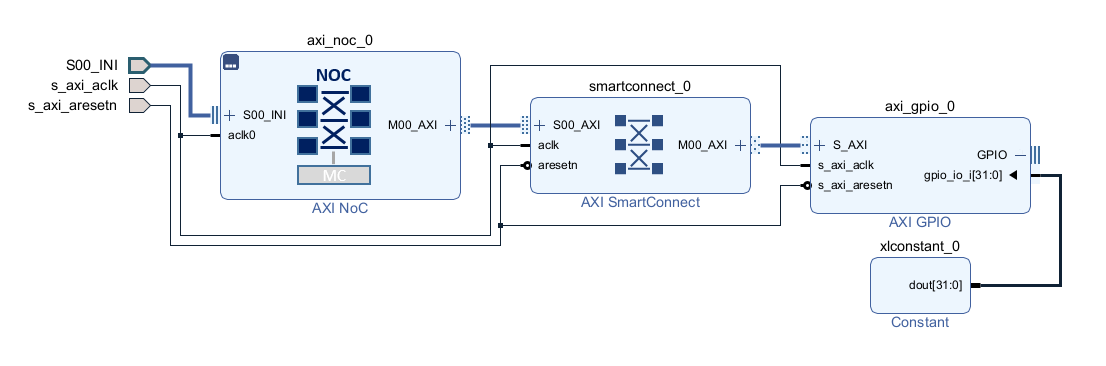 S00_INI
s_axi_aclk
s_axi_aresetn
axi_noc_0
NOC
S00_INI
aclk0
M00_AXI
MC
AXI NoC
smartconnect_0
S00_AXI
aclk
aresetn
M00_AXI
AXI SmartConnect
axi_gpio_0
S_AXI
s_axi_aclk
s_axi_aresetn
GPIO
gpio_io_i[31:0]
AXI GPIO
xlconstant_0
dout[31:0]
Constant